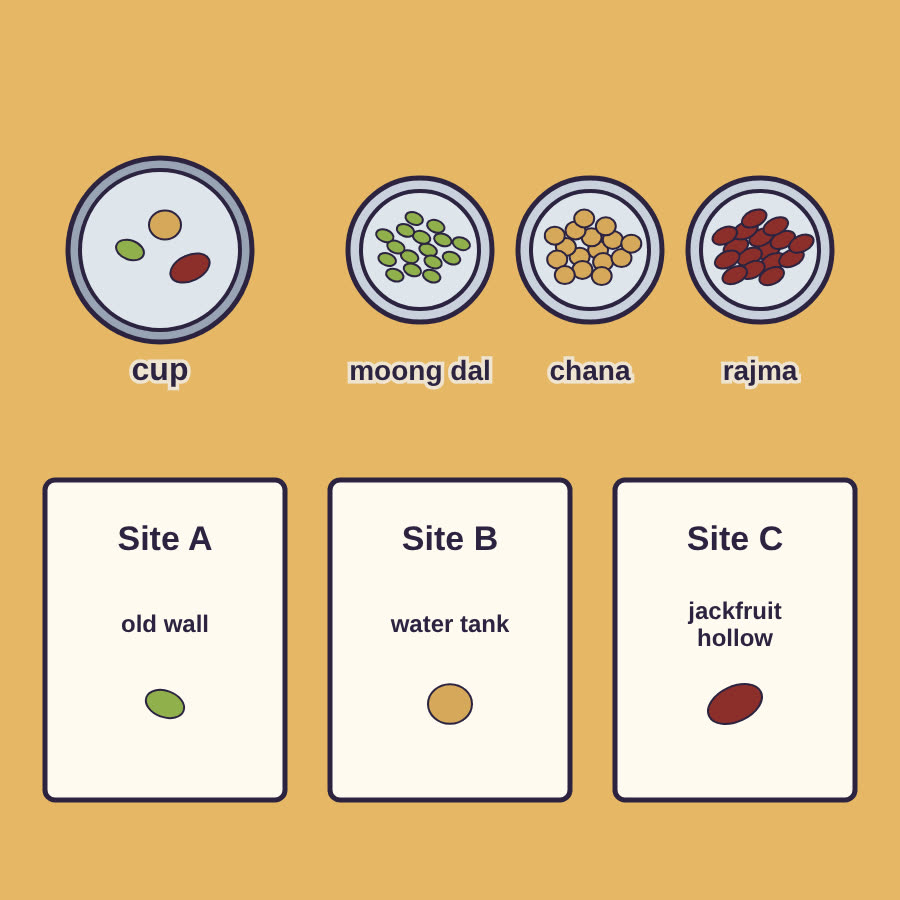 cup
moong dal
chana
rajma
Site A
old wall
Site B
water tank
Site C
jackfruit
hollow